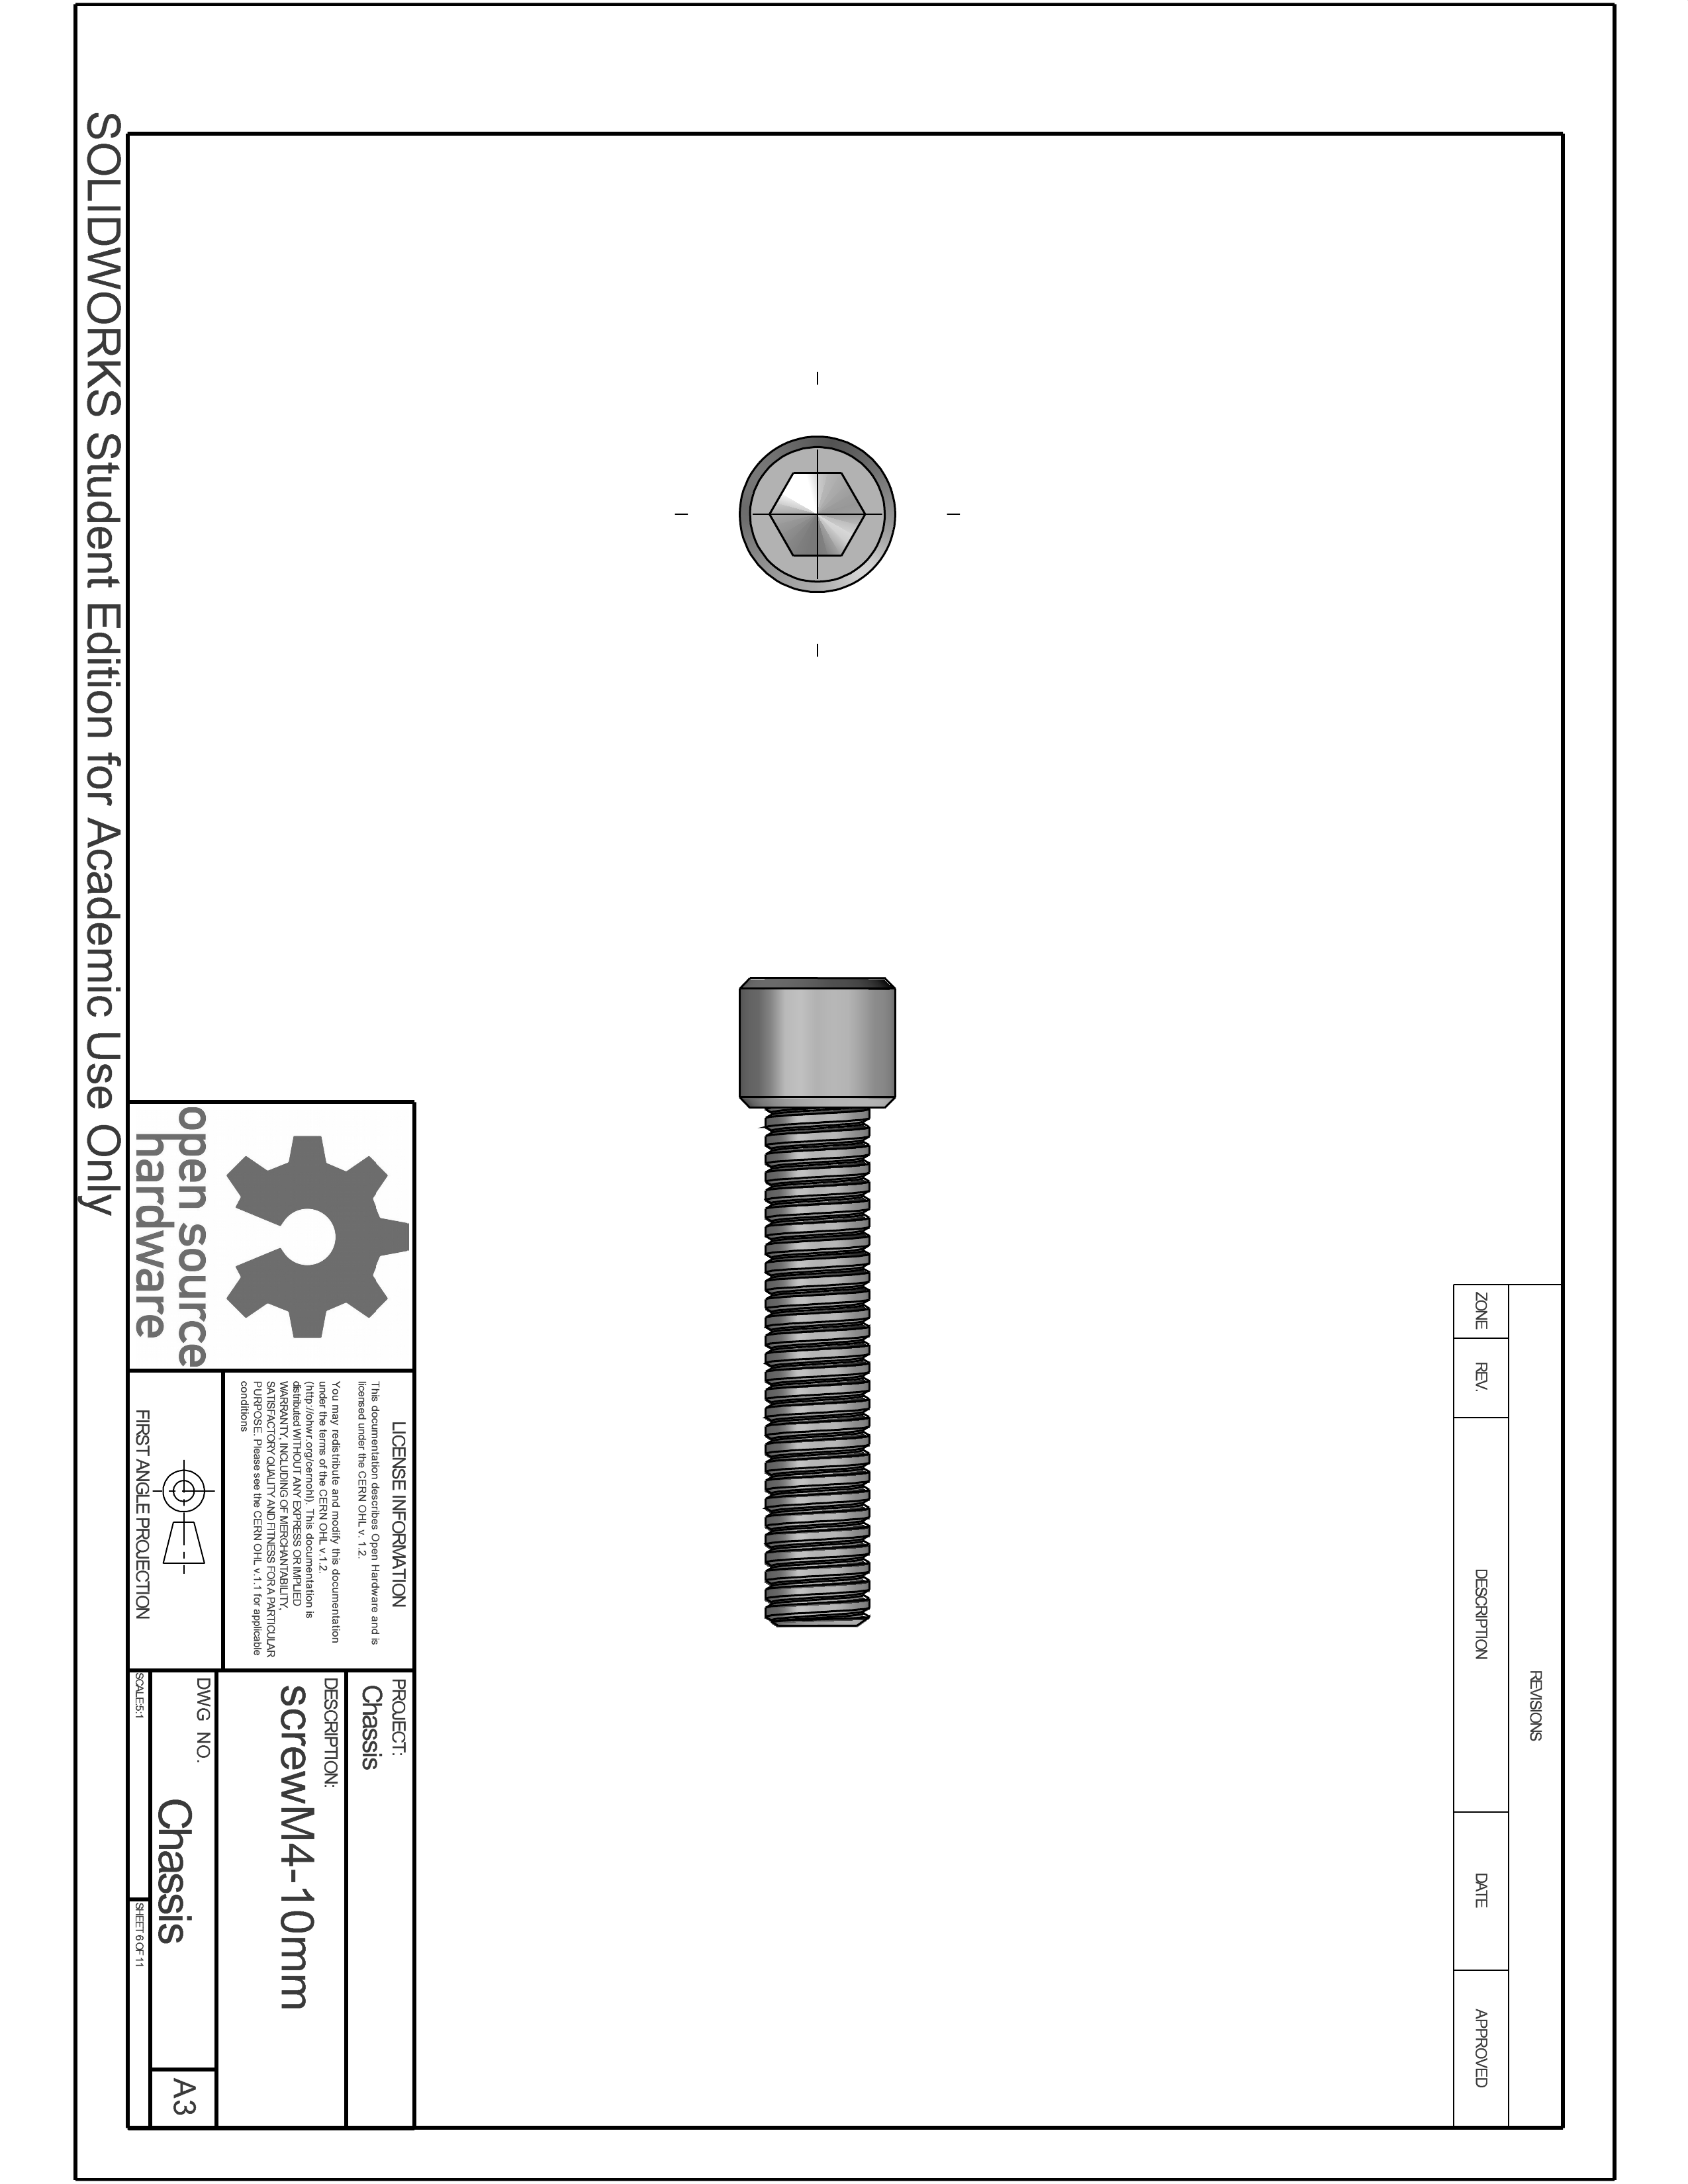 REVISIONS
ZONE
REV.
DESCRIPTION
DATE
APPROVED
open source
hardware
LICENSE INFORMATION
This documentation describes Open Hardware and is
licensed under the CERN OHL v. 1.2.
You may redistribute and modify this documentation
under the terms of the CERN OHL v.1.2.
(http://ohwr.org/cernohl). This documentation is
distributed WITHOUT ANY EXPRESS OR IMPLIED
WARRANTY, INCLUDING OF MERCHANTABILITY,
SATISFACTORY QUALITY AND FITNESS FOR A PARTICULAR
PURPOSE. Please see the CERN OHL v.1.1 for applicable
conditions
FIRST ANGLE PROJECTION
PROJECT:
Chassis
DESCRIPTION:
screwM4-10mm
DWG NO.
Chassis
A3
SCALE:5:1
SHEET 6 OF 11
SOLIDWORKS Student Edition for Academic Use Only